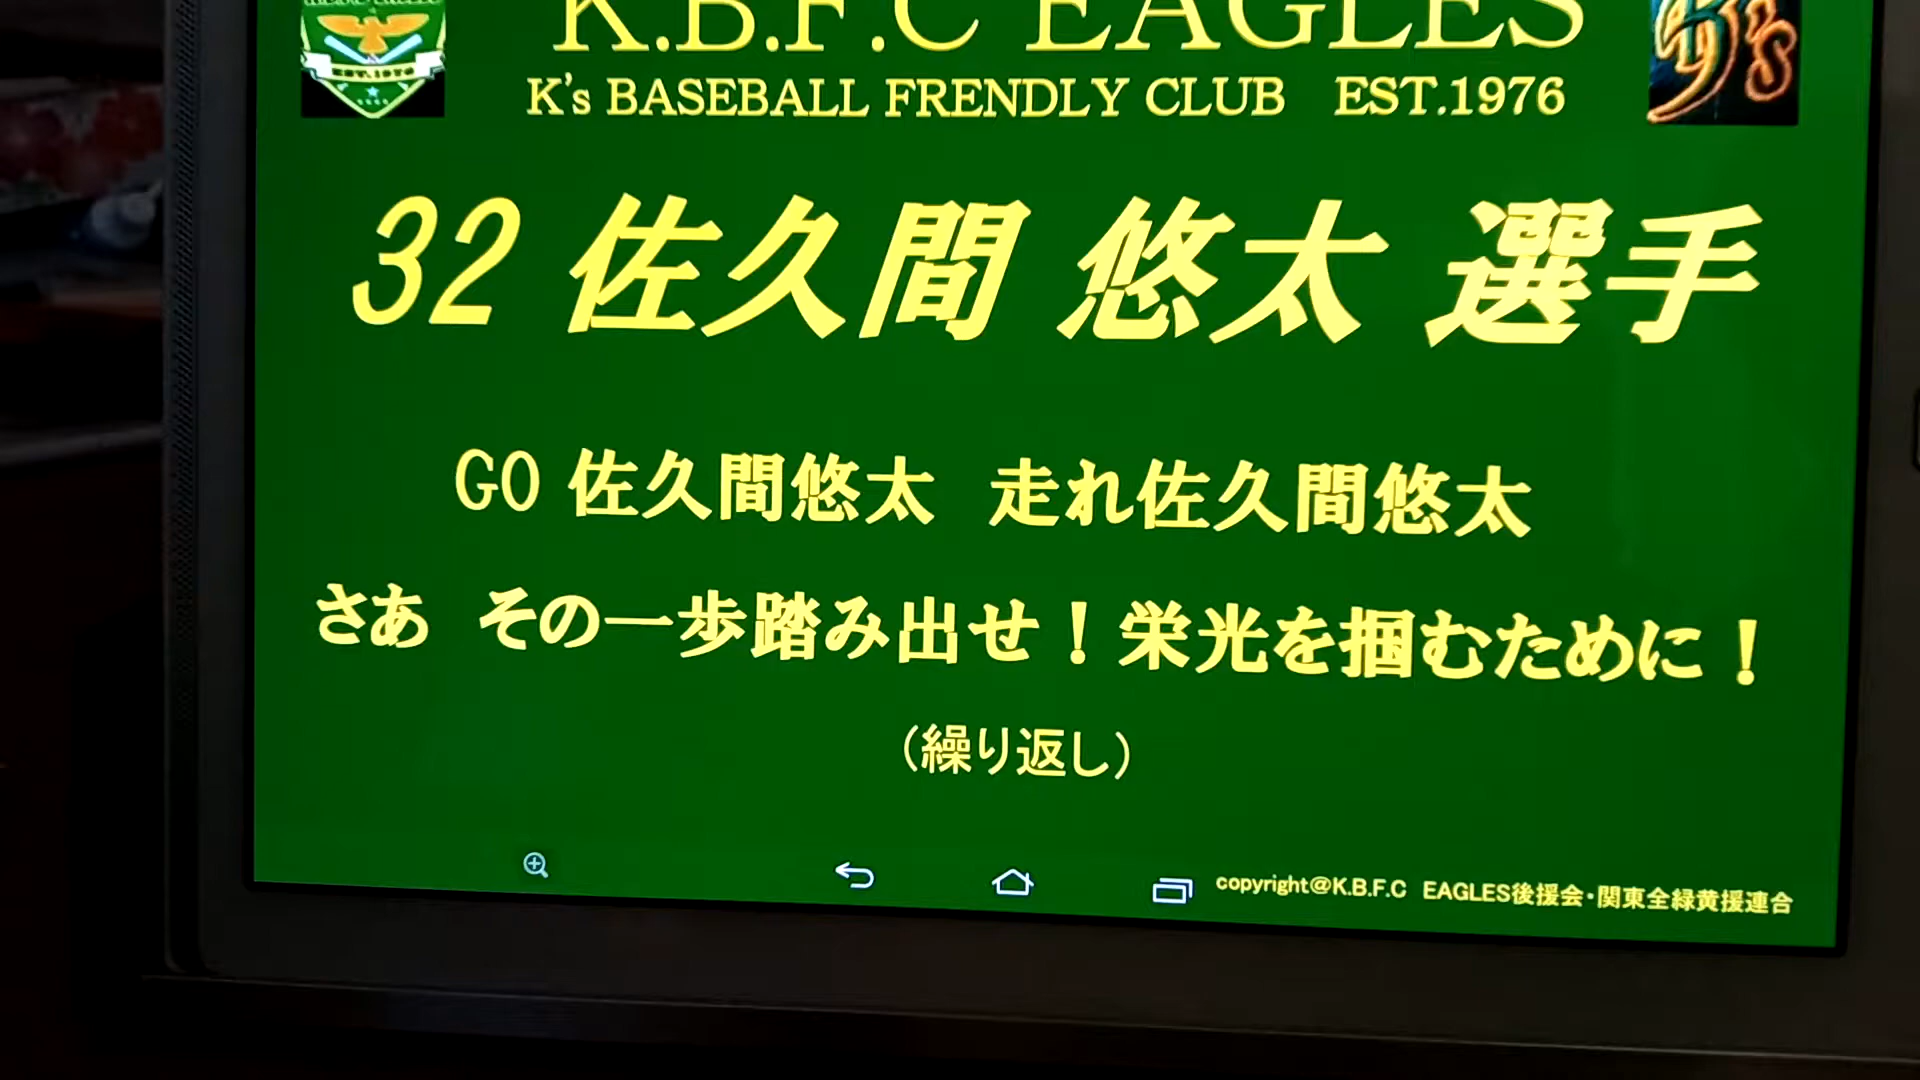 K.B.F.C EAGLES
K's BASEBALL FRENDLY CLUB EST.1976
EST.1976
32 佐久間 悠太 選手
GO 佐久間悠太 走れ佐久間悠太
さあ その一歩踏み出せ！栄光を掴むために！
（繰り返し）
copyright@K.B.F.C EAGLES後援会・関東全緑黄援連合